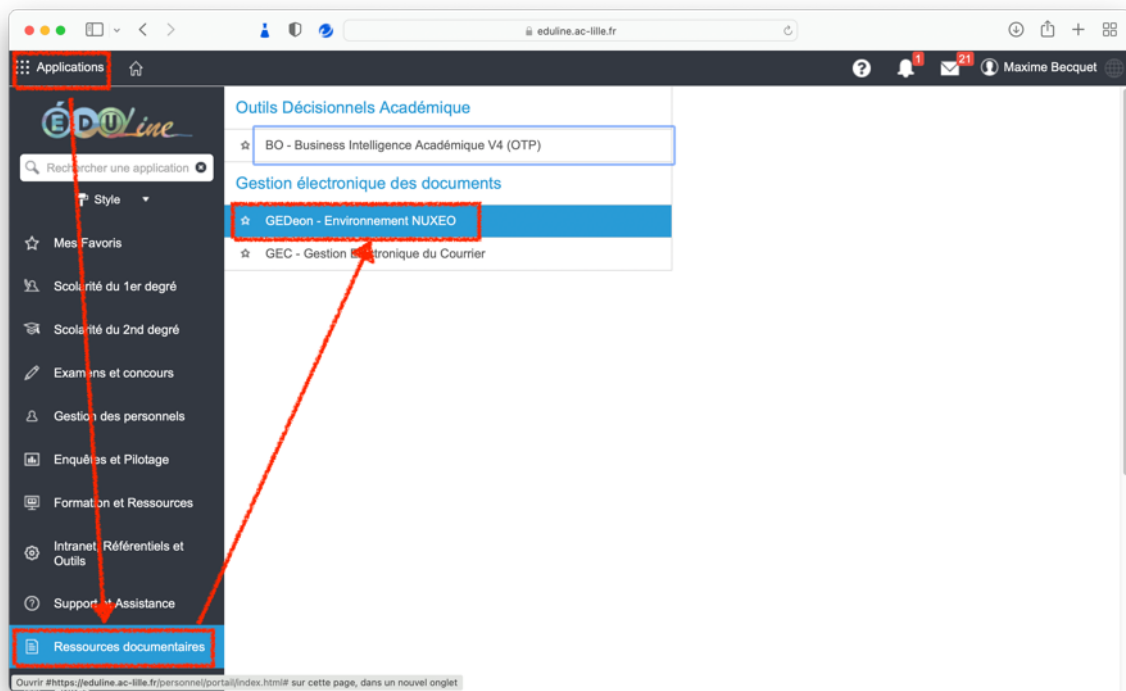 eduline.ac-lille.fr
Applications
1
21
Maxime Becquet
ÉDULine
Rechercher une application
Style
Mes Favoris
Scolarité du 1er degré
Scolarité du 2nd degré
Examens et concours
Gestion des personnels
Enquêtes et Pilotage
Formation et Ressources
Intranet, Référentiels et
Outils
Support et Assistance
Ressources documentaires
Outils Décisionnels Académique
BO - Business Intelligence Académique V4 (OTP)
Gestion électronique des documents
GEDeon - Environnement NUXEO
GEC - Gestion Electronique du Courrier
Ouvrir #https://eduline.ac-lille.fr/personnel/portail/index.html# sur cette page, dans un nouvel onglet